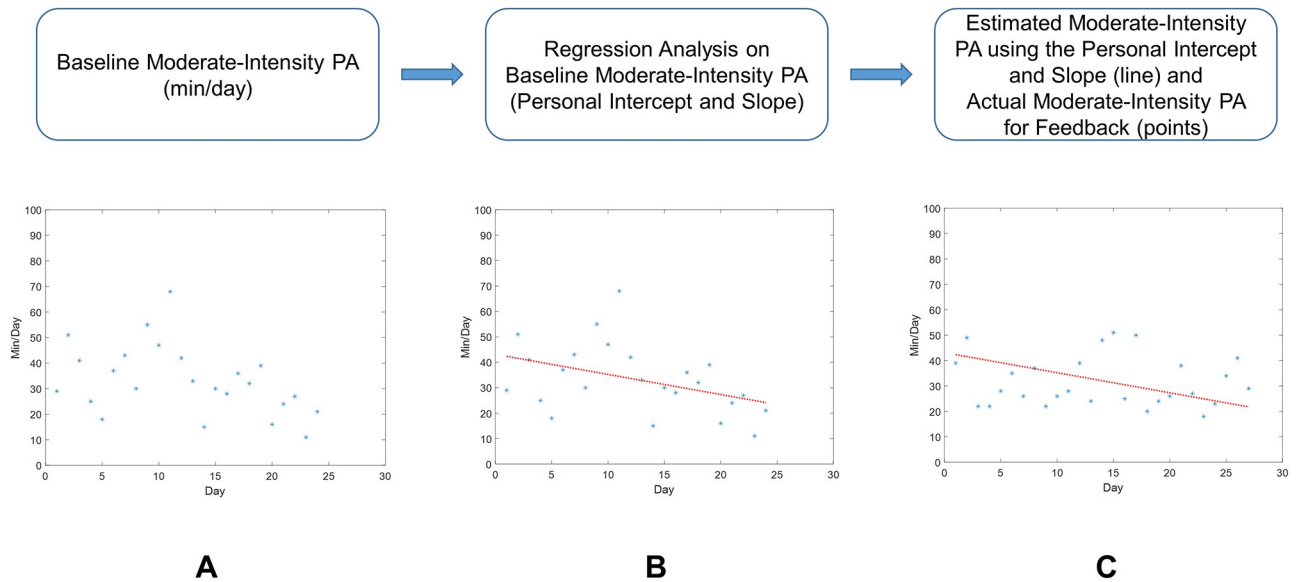 Baseline Moderate-Intensity PA
(min/day)
Regression Analysis on
Baseline Moderate-Intensity PA
(Personal Intercept and Slope)
Estimated Moderate-Intensity
PA using the Personal Intercept
and Slope (line) and
Actual Moderate-Intensity PA
for Feedback (points)
100
90
80
70
60
50
40
30
20
10
0
Min/Day
0 5 10 15 20 25 30
Day
100
90
80
70
60
50
40
30
20
10
0
Min/Day
0 5 10 15 20 25 30
Day
100
90
80
70
60
50
40
30
20
10
0
Min/Day
0 5 10 15 20 25 30
Day
A
B
C